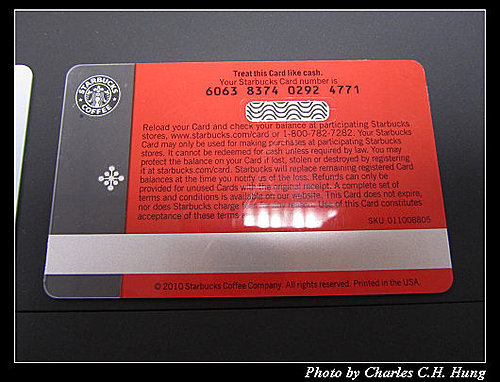 STARBUCKS
COFFEE
Treat this Card like cash.
Your Starbucks Card number is
6063 8374 0292 4771
Reload your Card and check your balance at participating Starbucks
stores, www.starbucks.com/card or 1-800-782-7282. Your Starbucks
Card may only be used for making purchases at participating Starbucks
stores. It cannot be redeemed for cash unless required by law. You may
protect the balance on your Card if lost, stolen or destroyed by registering
it at starbucks.com/card. Starbucks will replace remaining registered Card
balances at the time you notify us of the loss. Refunds can only be
provided for unused Cards with the original receipt. A complete set of
terms and conditions is available on our website. This Card does not expire,
nor does Starbucks charge Use of this Card constitutes
acceptance of these terms
SKU 011008805
© 2010 Starbucks Coffee Company. All rights reserved. Printed in the USA.
Photo by Charles C.H. Hung